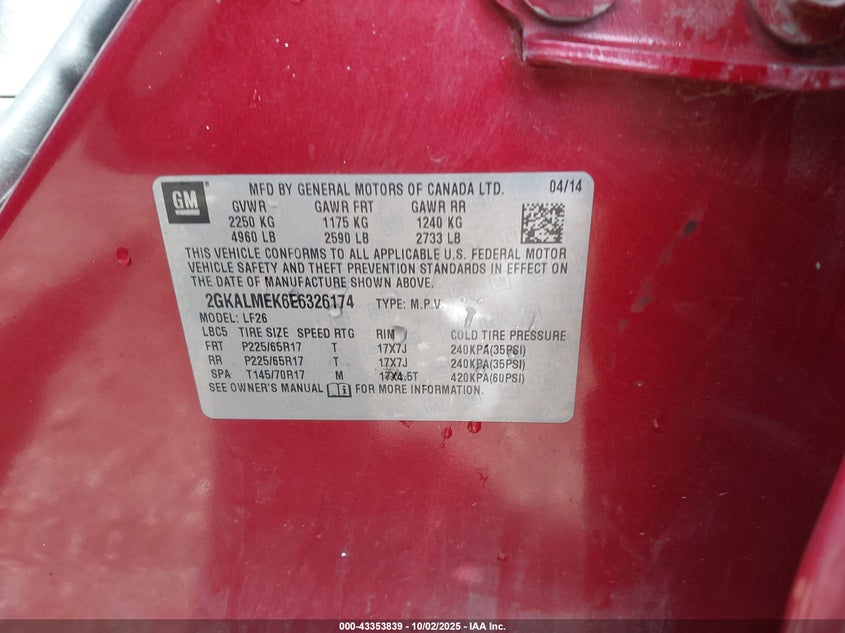 GM ® MFD BY GENERAL MOTORS OF CANADA LTD. 04/14
GVWR GAWR FRT GAWR RR
2250 KG 1175 KG 1240 KG
4960 LB 2590 LB 2733 LB
THIS VEHICLE CONFORMS TO ALL APPLICABLE U.S. FEDERAL MOTOR
VEHICLE SAFETY AND THEFT PREVENTION STANDARDS IN EFFECT ON
THE DATE OF MANUFACTURE SHOWN ABOVE.
2GKALMEK6E6326174 TYPE: M.P.V.
MODEL: LF26
LBC5 TIRE SIZE SPEED RTG RIM COLD TIRE PRESSURE
FRT P225/65R17 T 17X7J 240KPA(35PSI)
RR P225/65R17 T 17X7J 240KPA(35PSI)
SPA T145/70R17 M 17X4.5T 420KPA(60PSI)
SEE OWNER'S MANUAL FOR MORE INFORMATION.
000-43353839 - 10/02/2025 - IAA Inc.